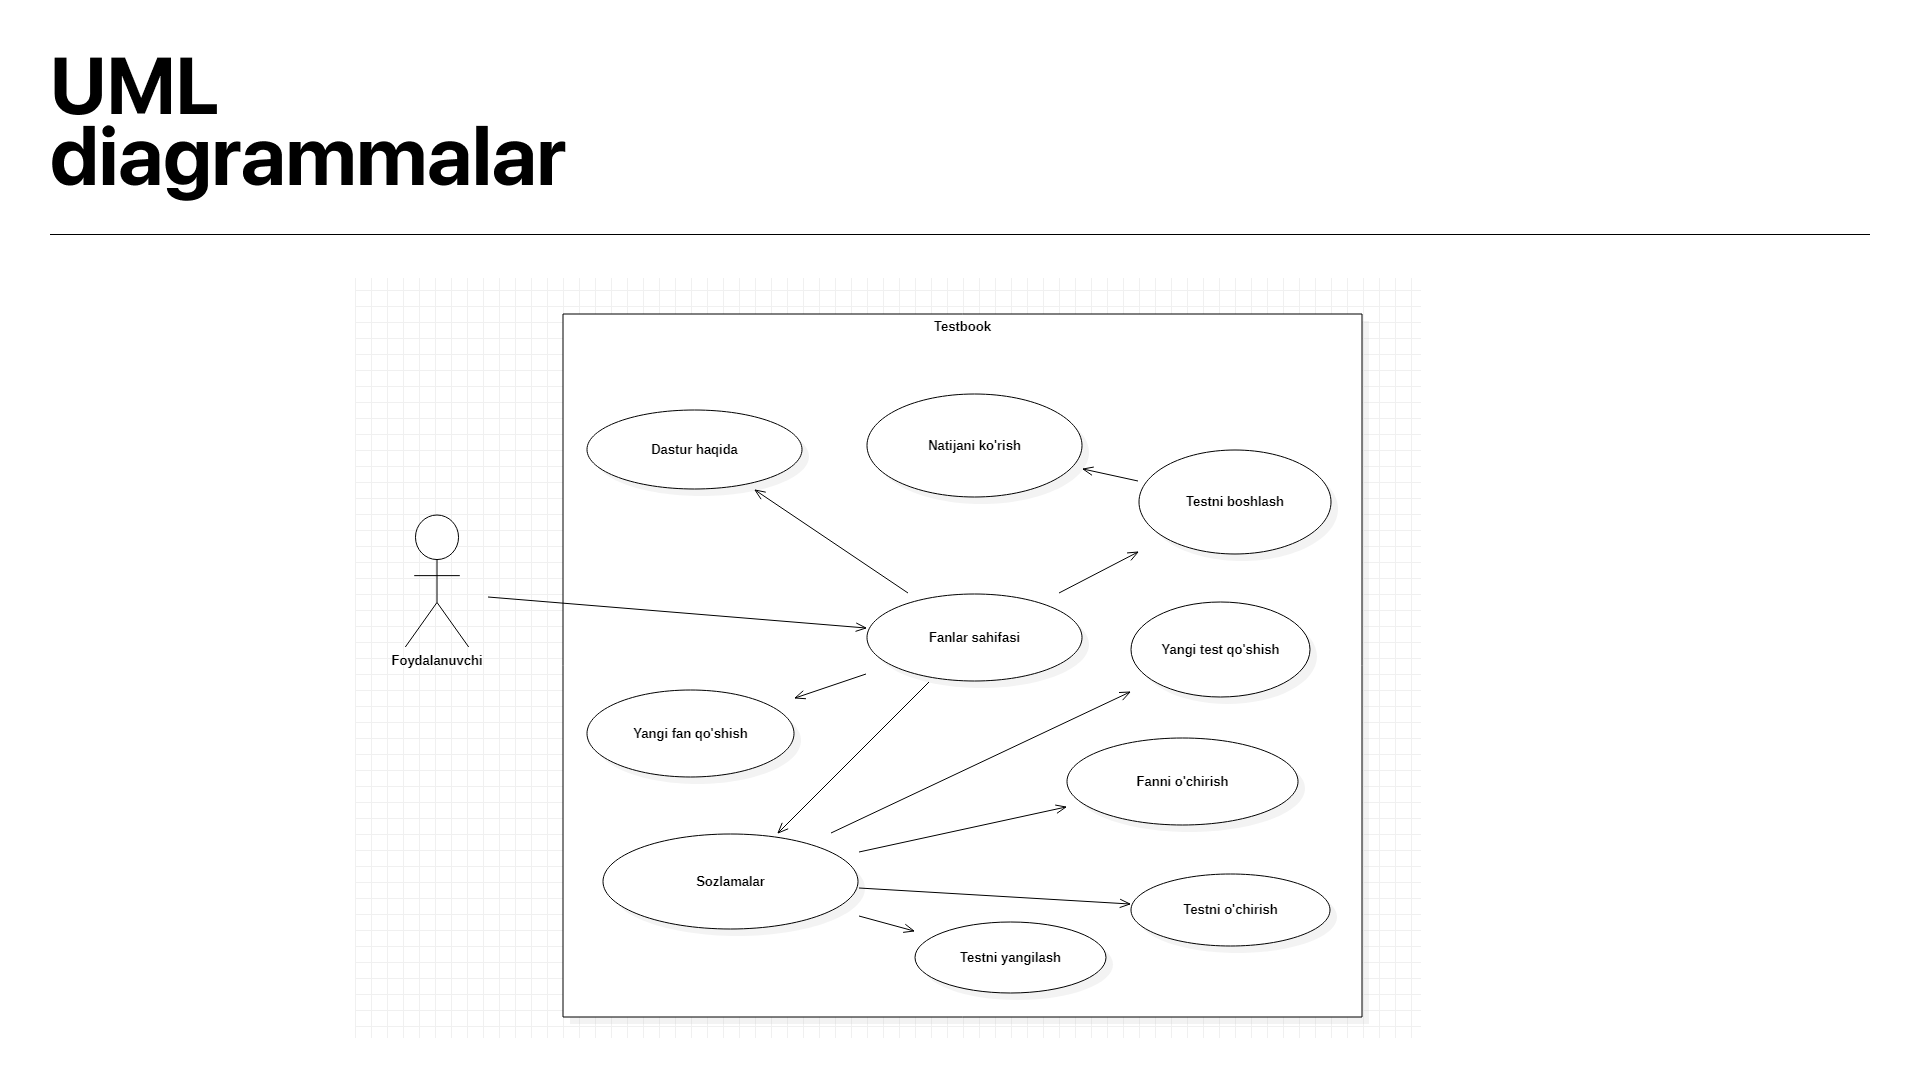 UML
diagrammalar
Testbook
Dastur haqida
Natijani ko'rish
Testni boshlash
Foydalanuvchi
Fanlar sahifasi
Yangi test qo'shish
Yangi fan qo'shish
Fanni o'chirish
Sozlamalar
Testni o'chirish
Testni yangilash